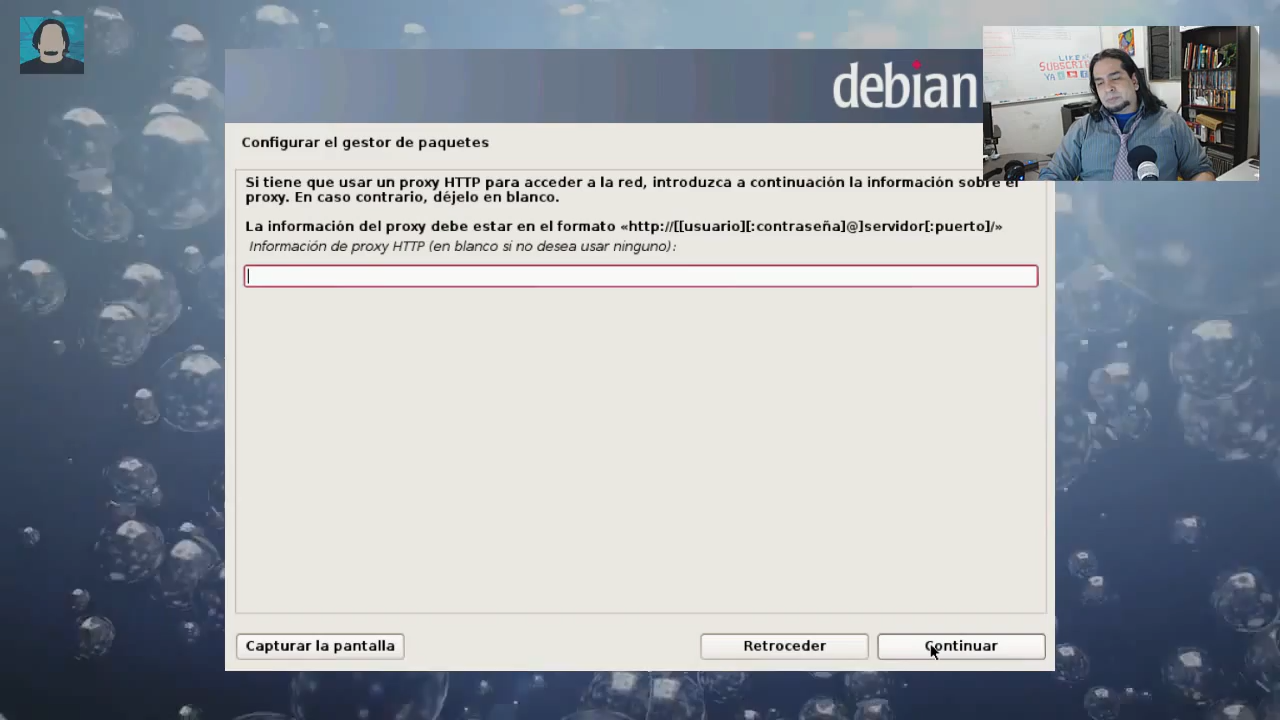 debian
LIKE
SUBSCRI
YA
Configurar el gestor de paquetes
Si tiene que usar un proxy HTTP para acceder a la red, introduzca a continuación la información sobre el
proxy. En caso contrario, déjelo en blanco.
La información del proxy debe estar en el formato «http://[[usuario][:contraseña]@]servidor[:puerto]/»
Información de proxy HTTP (en blanco si no desea usar ninguno):
Capturar la pantalla
Retroceder
Continuar